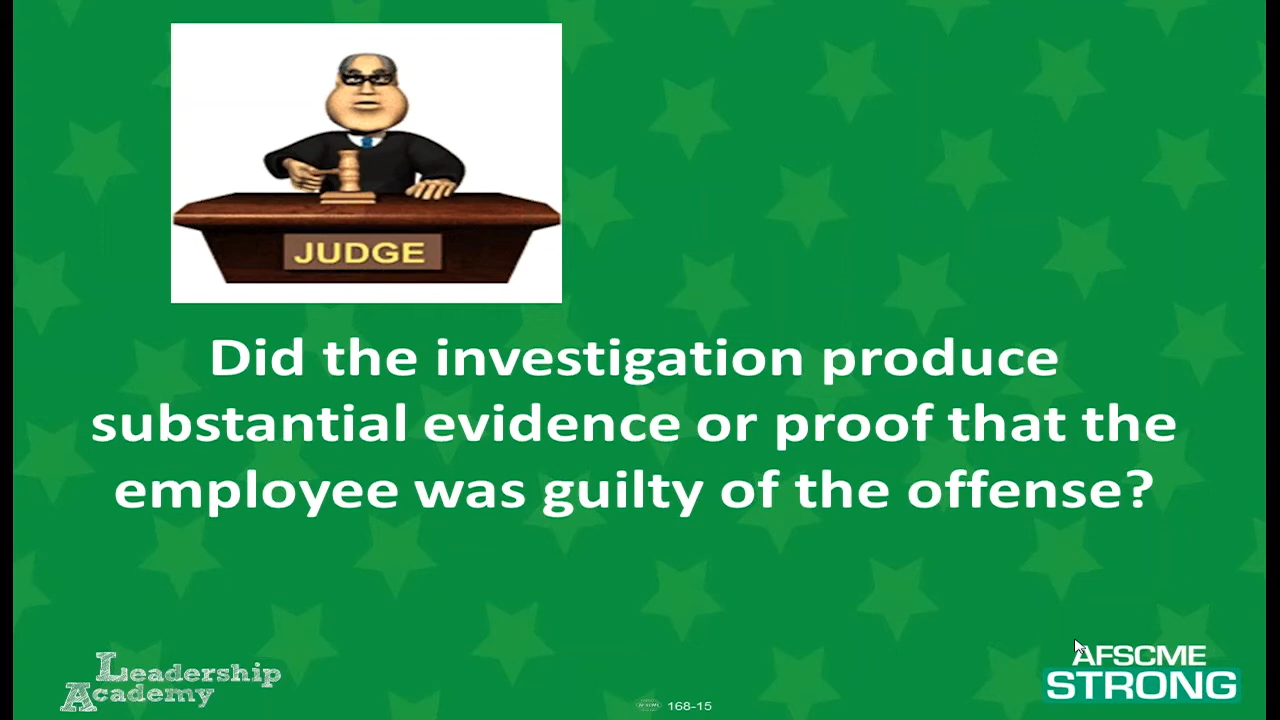 JUDGE
Did the investigation produce
substantial evidence or proof that the
employee was guilty of the offense?
Leadership
Academy
AFSCME
STRONG
168-15